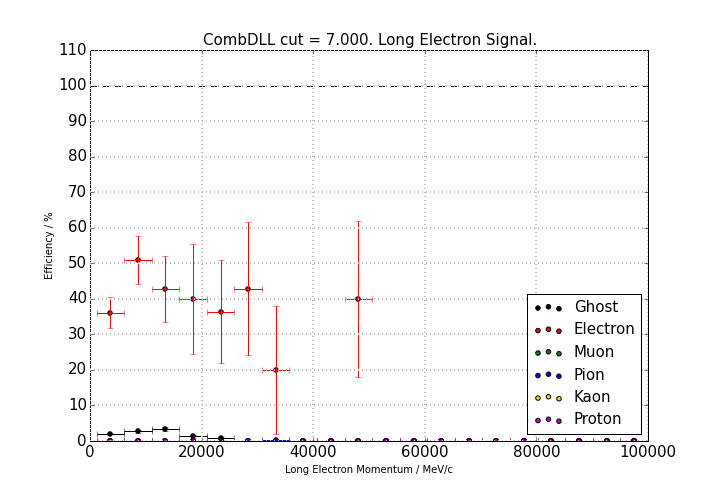 CombDLL cut = 7.000. Long Electron Signal.
110
100
90
80
70
60
50
40
30
20
10
0
Efficiency / %
Ghost
Electron
Muon
Pion
Kaon
Proton
0 20000 40000 60000 80000 100000
Long Electron Momentum / MeV/c